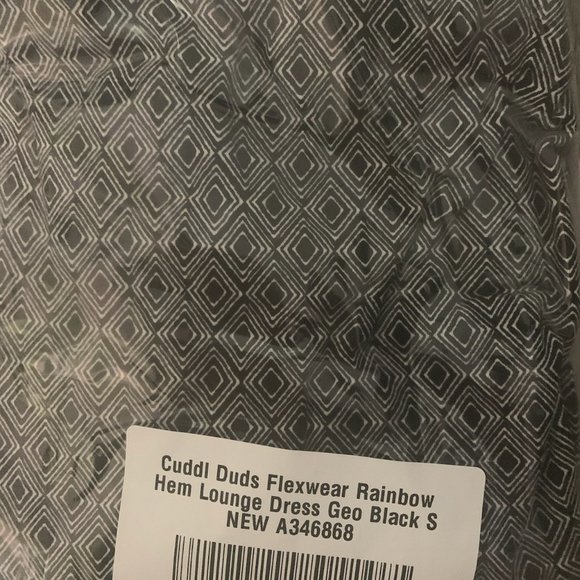 Cuddl Duds Flexwear Rainbow
Hem Lounge Dress Geo Black S
NEW A346868